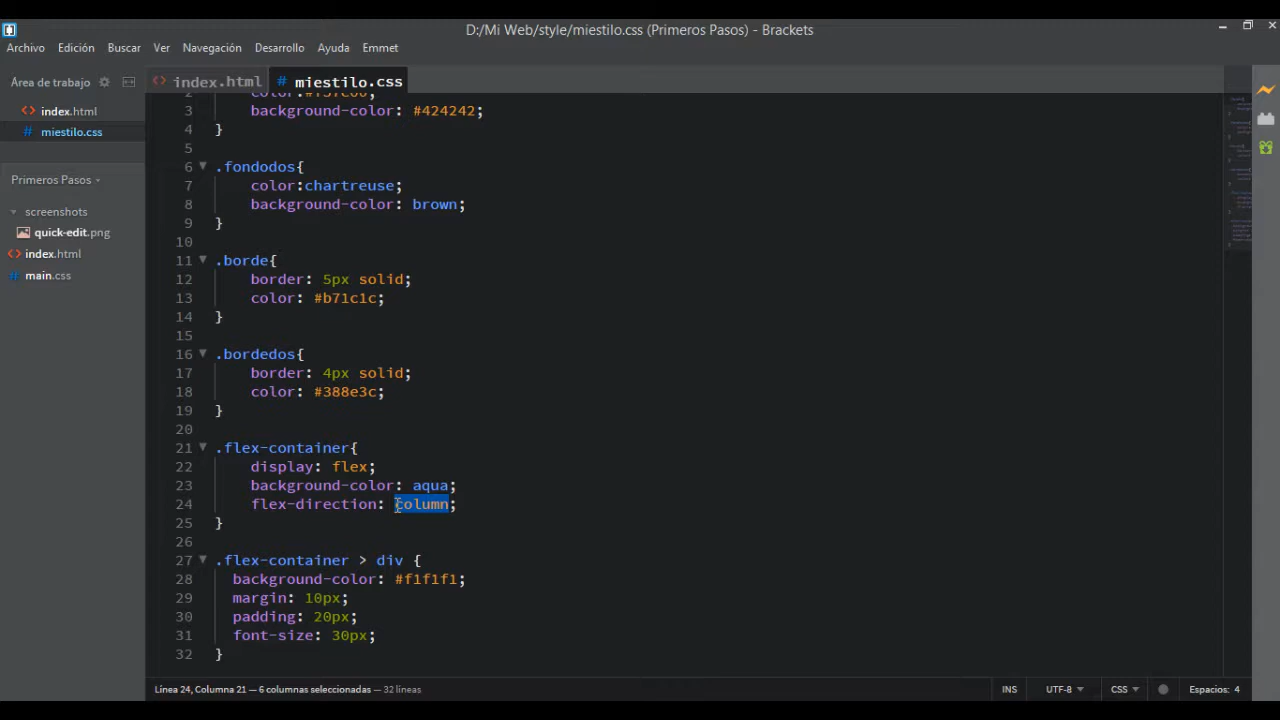 D:/Mi Web/style/miestilo.css (Primeros Pasos) - Brackets
Archivo Edición Buscar Ver Navegación Desarrollo Ayuda Emmet
Área de trabajo
index.html
miestilo.css
Primeros Pasos
screenshots
quick-edit.png
index.html
main.css
<> index.html # miestilo.css
2
3 background-color: #424242;
4 }
5
6 .fondodos{
7 color:chartreuse;
8 background-color: brown;
9 }
10
11 .borde{
12 border: 5px solid;
13 color: #b71c1c;
14 }
15
16 .bordedos{
17 border: 4px solid;
18 color: #388e3c;
19 }
20
21 .flex-container{
22 display: flex;
23 background-color: aqua;
24 flex-direction: column;
25 }
26
27 .flex-container > div {
28 background-color: #f1f1f1;
29 margin: 10px;
30 padding: 20px;
31 font-size: 30px;
32 }
Línea 24, Columna 21 — 6 columnas seleccionadas — 32 líneas
INS UTF-8 CSS Espacios: 4